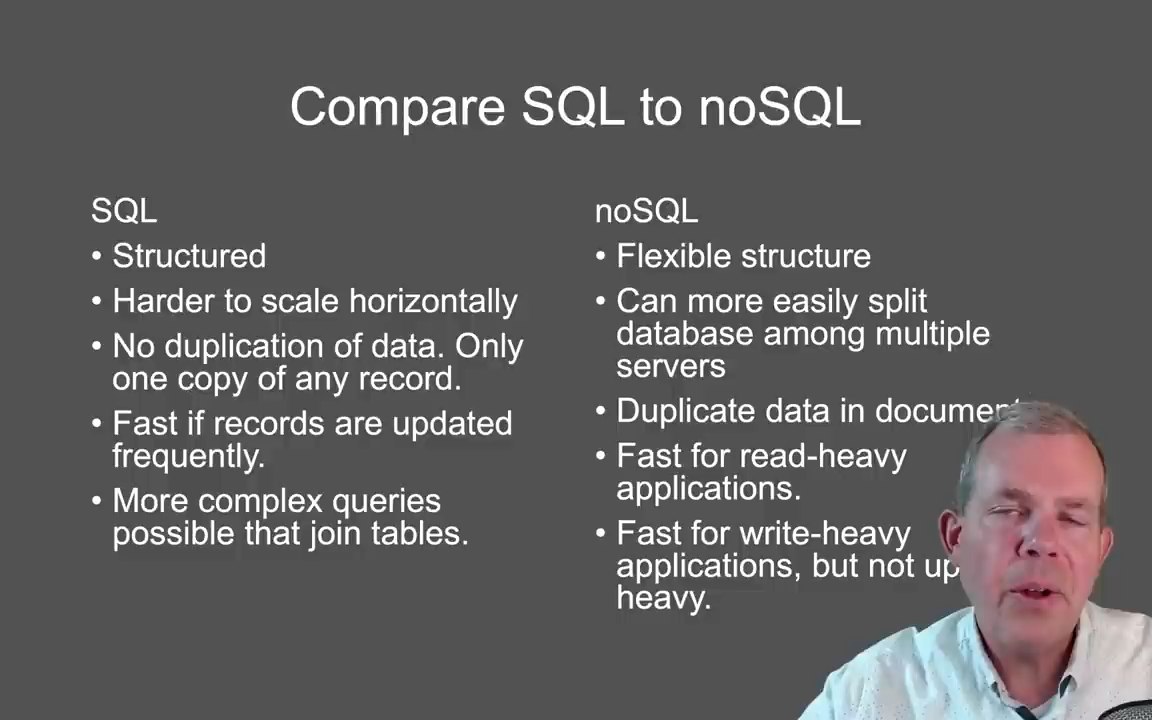 Compare SQL to noSQL
SQL
• Structured
• Harder to scale horizontally
• No duplication of data. Only
one copy of any record.
• Fast if records are updated
frequently.
• More complex queries
possible that join tables.
noSQL
• Flexible structure
• Can more easily split
database among multiple
servers
• Duplicate data in
• Fast for read-heavy
applications.
• Fast for write-heavy
applications, but not
heavy.